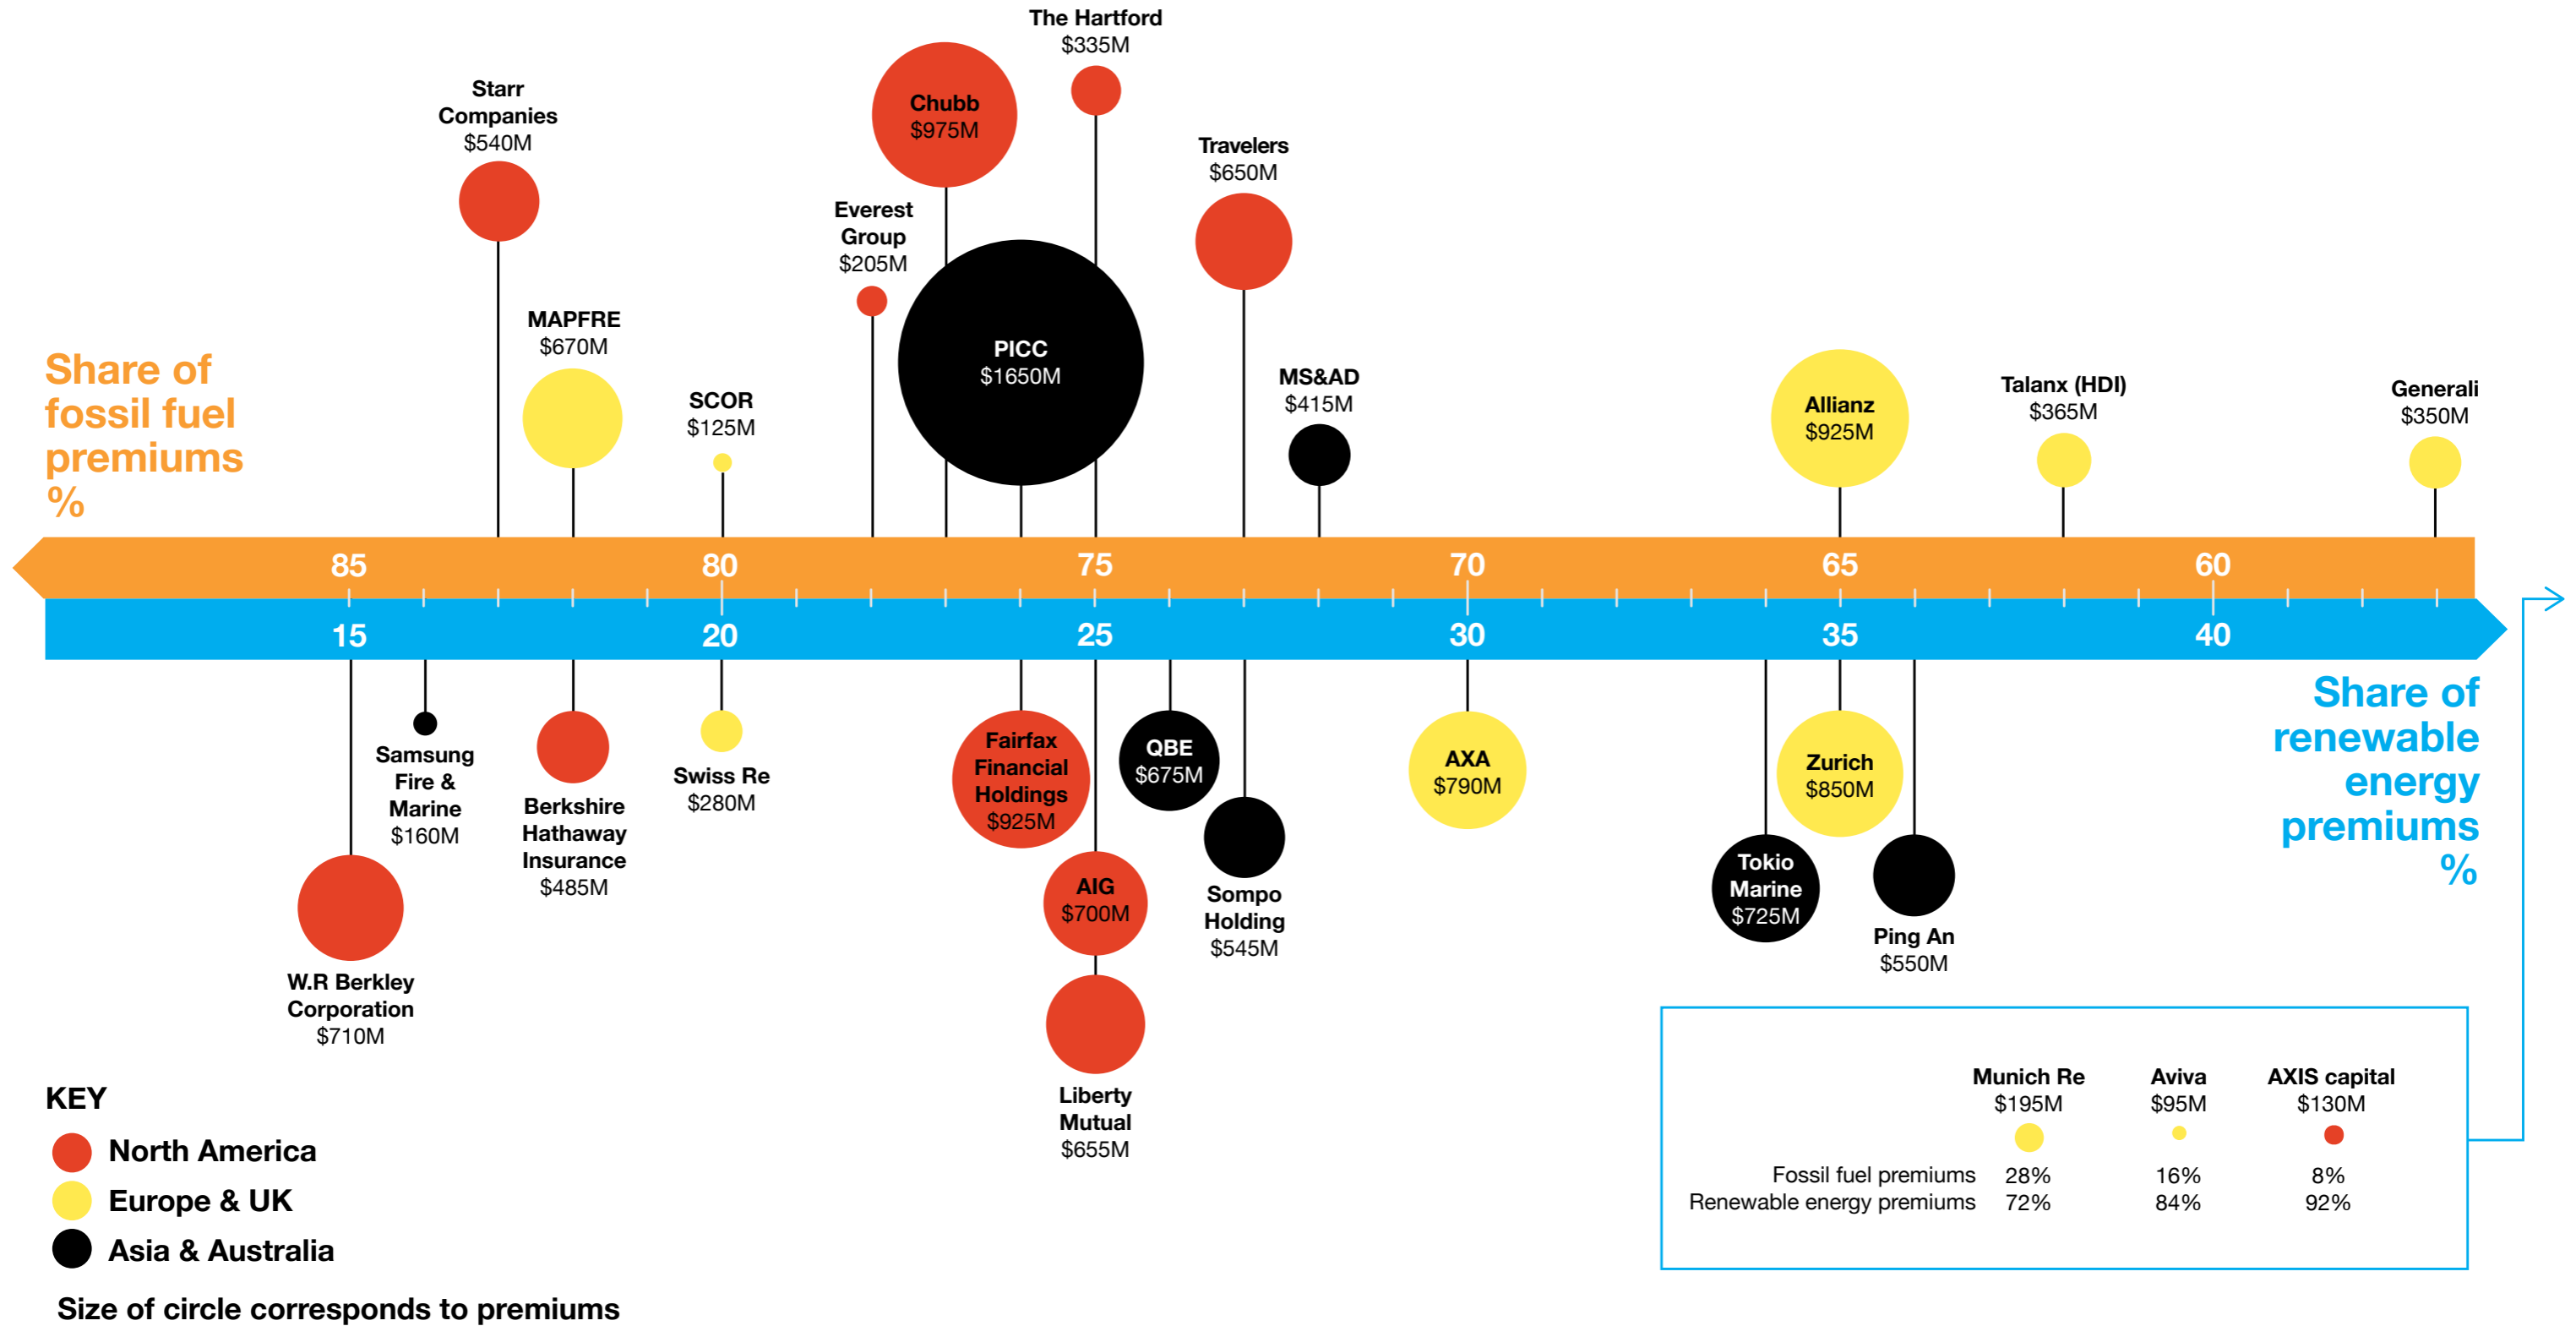 The Hartford
$335M
Starr
Companies
$540M
Chubb
$975M
Travelers
$650M
Everest
Group
$205M
MAPFRE
$670M
PICC
$1650M
SCOR
$125M
MS&AD
$415M
Allianz
$925M
Talanx (HDI)
$365M
Generali
$350M
Share of
fossil fuel
premiums
%
85 80 75 70 65 60
15 20 25 30 35 40
Share of
renewable
energy
premiums
%
Samsung
Fire &
Marine
$160M
Berkshire
Hathaway
Insurance
$485M
Swiss Re
$280M
Fairfax
Financial
Holdings
$925M
QBE
$675M
AXA
$790M
Zurich
$850M
AIG
$700M
Sompo
Holding
$545M
Tokio
Marine
$725M
Ping An
$550M
W.R Berkley
Corporation
$710M
Liberty
Mutual
$655M
KEY
North America
Europe & UK
Asia & Australia
Size of circle corresponds to premiums
Munich Re Aviva AXIS capital
$195M $95M $130M
Fossil fuel premiums 28% 16% 8%
Renewable energy premiums 72% 84% 92%